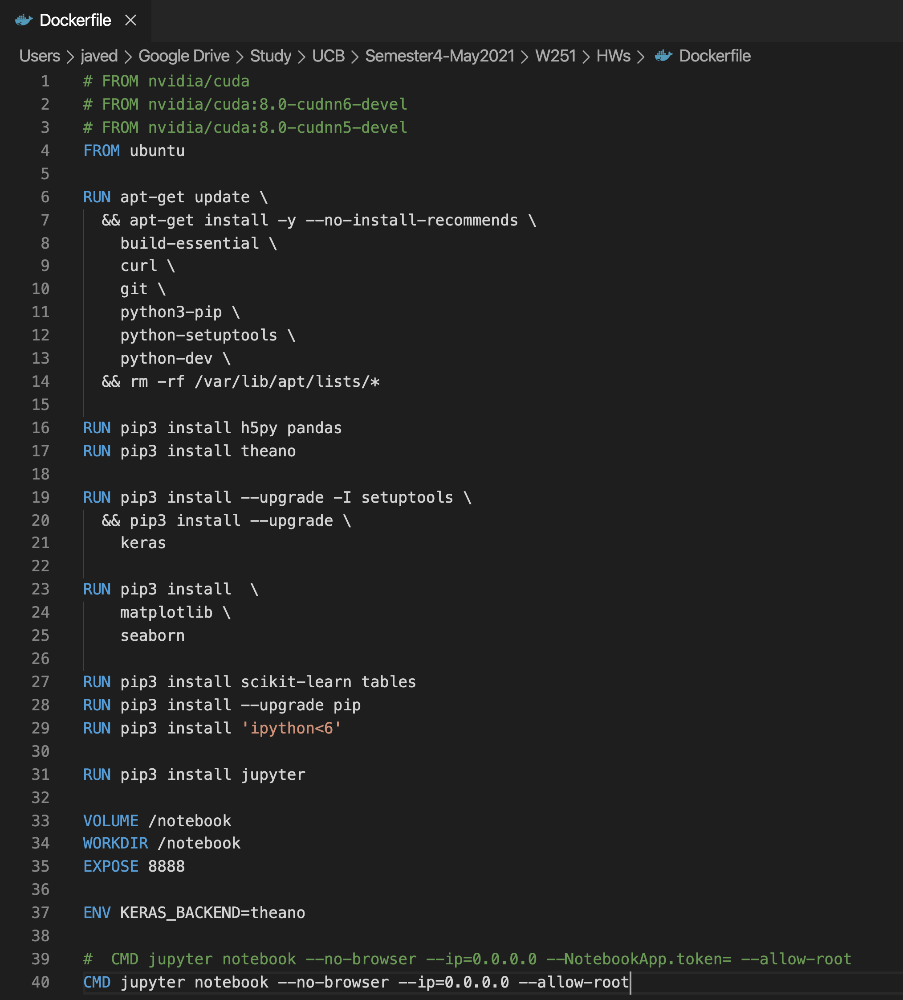 Dockerfile
Users > javed > Google Drive > Study > UCB > Semester4-May2021 > W251 > HWs > Dockerfile
1 # FROM nvidia/cuda
2 # FROM nvidia/cuda:8.0-cudnn6-devel
3 # FROM nvidia/cuda:8.0-cudnn5-devel
4 FROM ubuntu
5
6 RUN apt-get update \
7   && apt-get install -y --no-install-recommends \
8     build-essential \
9     curl \
10     git \
11     python3-pip \
12     python-setuptools \
13     python-dev \
14   && rm -rf /var/lib/apt/lists/*
15
16 RUN pip3 install h5py pandas
17 RUN pip3 install theano
18
19 RUN pip3 install --upgrade -I setuptools \
20   && pip3 install --upgrade \
21     keras
22
23 RUN pip3 install  \
24     matplotlib \
25     seaborn
26
27 RUN pip3 install scikit-learn tables
28 RUN pip3 install --upgrade pip
29 RUN pip3 install 'ipython<6'
30
31 RUN pip3 install jupyter
32
33 VOLUME /notebook
34 WORKDIR /notebook
35 EXPOSE 8888
36
37 ENV KERAS_BACKEND=theano
38
39 #  CMD jupyter notebook --no-browser --ip=0.0.0.0 --NotebookApp.token= --allow-root
40 CMD jupyter notebook --no-browser --ip=0.0.0.0 --allow-root